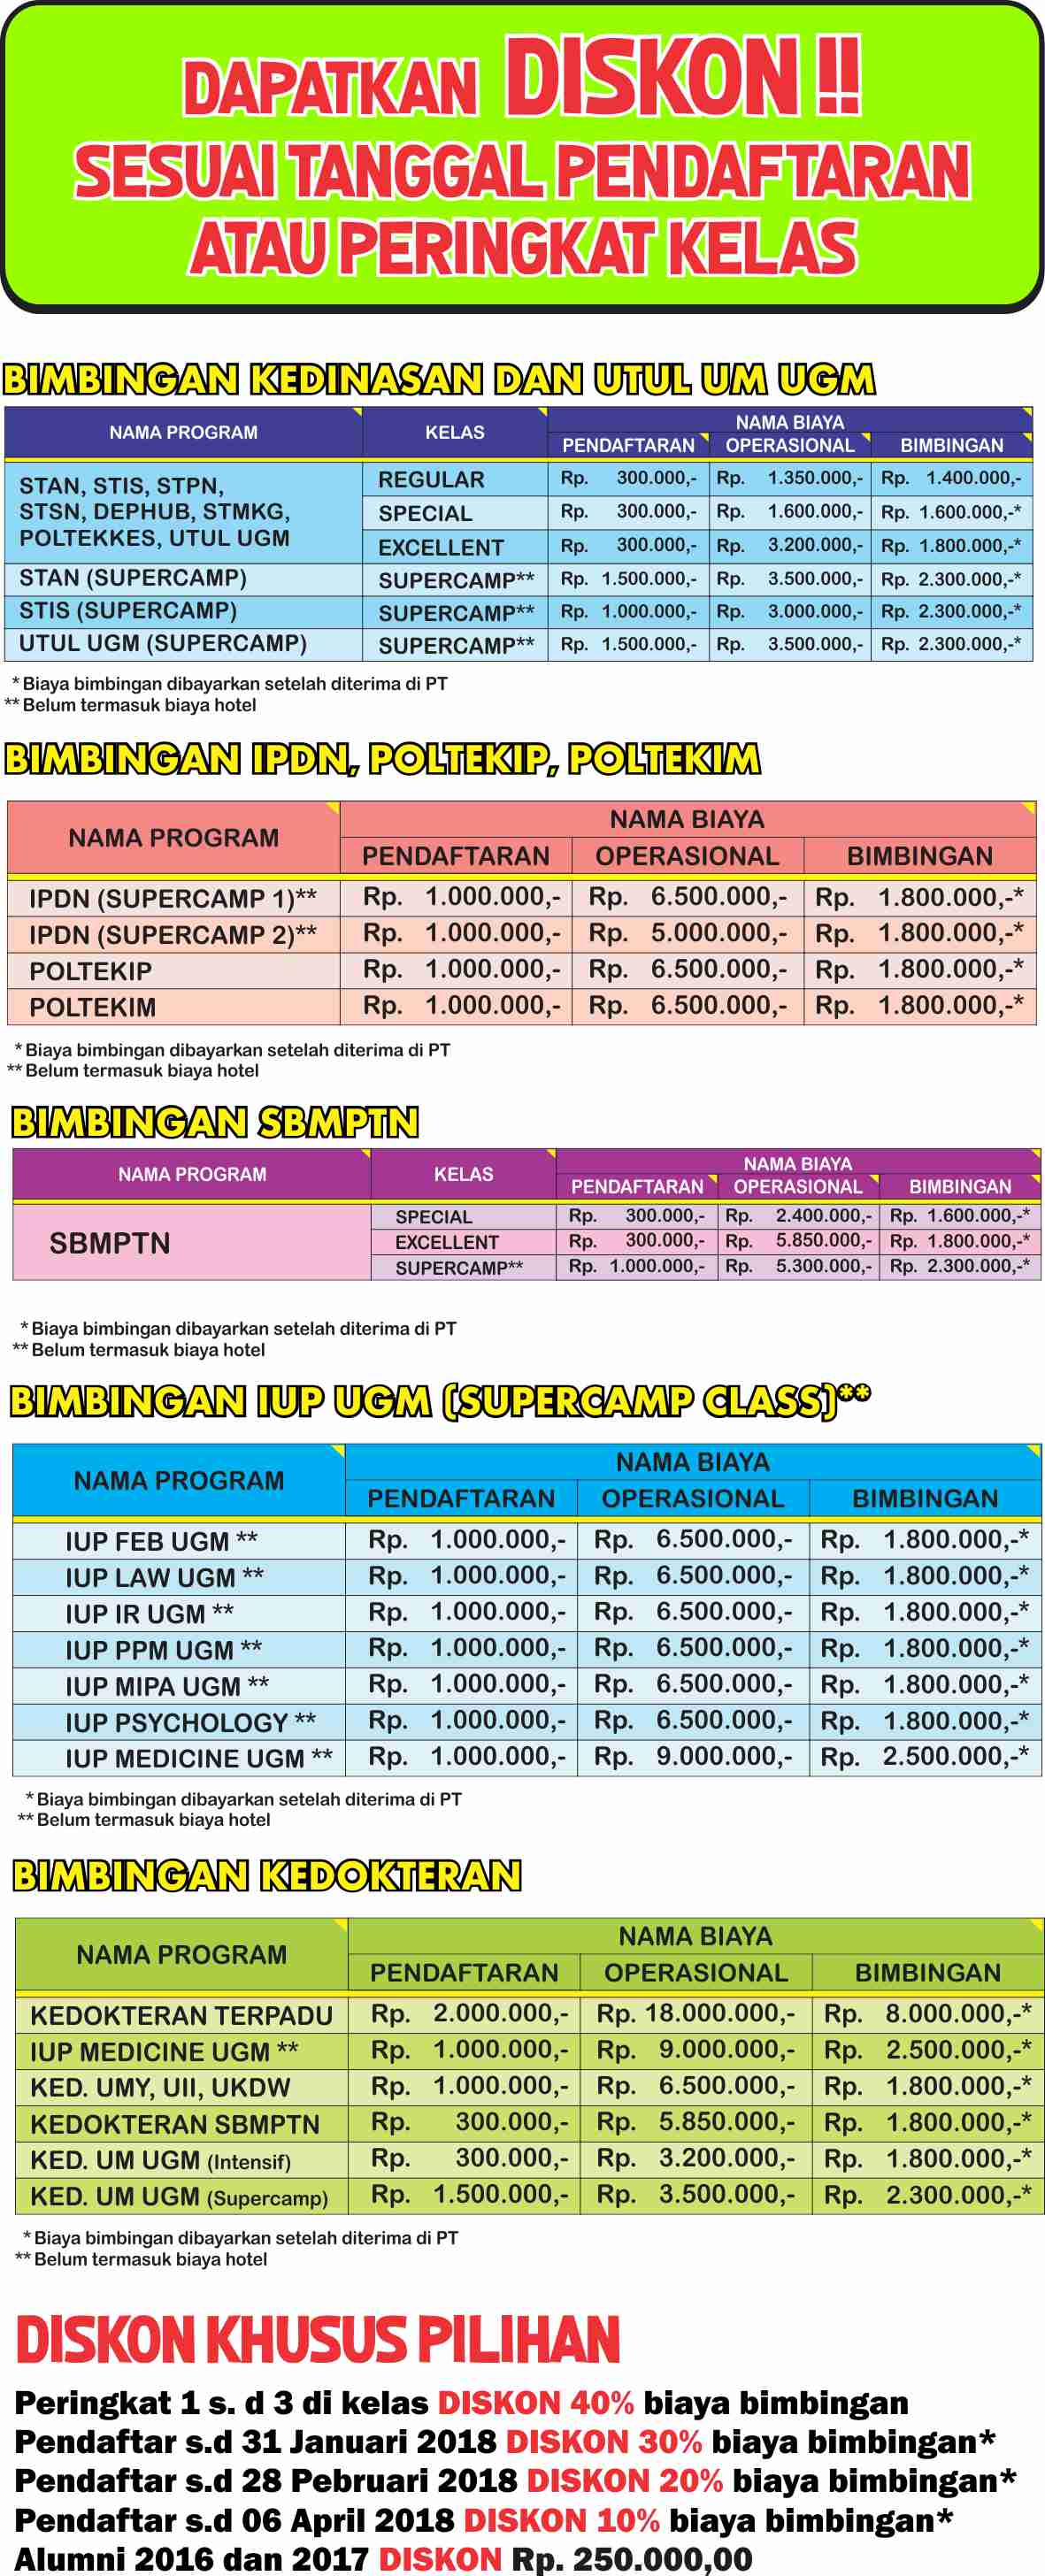 DAPATKAN DISKON !!
SESUAI TANGGAL PENDAFTARAN
ATAU PERINGKAT KELAS
BIMBINGAN KEDINASAN DAN UTUL UM UGM
NAMA PROGRAM KELAS NAMA BIAYA
PENDAFTARAN OPERASIONAL BIMBINGAN
STAN, STIS, STPN,
STSN, DEPHUB, STMKG,
POLTEKKES, UTUL UGM
REGULAR Rp. 300.000,- Rp. 1.350.000,- Rp. 1.400.000,-
SPECIAL Rp. 300.000,- Rp. 1.600.000,- Rp. 1.600.000,-*
EXCELLENT Rp. 300.000,- Rp. 3.200.000,- Rp. 1.800.000,-*
STAN (SUPERCAMP) SUPERCAMP** Rp. 1.500.000,- Rp. 3.500.000,- Rp. 2.300.000,-*
STIS (SUPERCAMP) SUPERCAMP** Rp. 1.000.000,- Rp. 3.000.000,- Rp. 2.300.000,-*
UTUL UGM (SUPERCAMP) SUPERCAMP** Rp. 1.500.000,- Rp. 3.500.000,- Rp. 2.300.000,-*
* Biaya bimbingan dibayarkan setelah diterima di PT
** Belum termasuk biaya hotel
BIMBINGAN IPDN, POLTEKIP, POLTEKIM
NAMA PROGRAM NAMA BIAYA
PENDAFTARAN OPERASIONAL BIMBINGAN
IPDN (SUPERCAMP 1)** Rp. 1.000.000,- Rp. 6.500.000,- Rp. 1.800.000,-*
IPDN (SUPERCAMP 2)** Rp. 1.000.000,- Rp. 5.000.000,- Rp. 1.800.000,-*
POLTEKIP Rp. 1.000.000,- Rp. 6.500.000,- Rp. 1.800.000,-*
POLTEKIM Rp. 1.000.000,- Rp. 6.500.000,- Rp. 1.800.000,-*
* Biaya bimbingan dibayarkan setelah diterima di PT
** Belum termasuk biaya hotel
BIMBINGAN SBMPTN
NAMA PROGRAM KELAS NAMA BIAYA
PENDAFTARAN OPERASIONAL BIMBINGAN
SBMPTN
SPECIAL Rp. 300.000,- Rp. 2.400.000,- Rp. 1.600.000,-*
EXCELLENT Rp. 300.000,- Rp. 5.850.000,- Rp. 1.800.000,-*
SUPERCAMP** Rp. 1.000.000,- Rp. 5.300.000,- Rp. 2.300.000,-*
* Biaya bimbingan dibayarkan setelah diterima di PT
** Belum termasuk biaya hotel
BIMBINGAN IUP UGM (SUPERCAMP CLASS)**
NAMA PROGRAM NAMA BIAYA
PENDAFTARAN OPERASIONAL BIMBINGAN
IUP FEB UGM ** Rp. 1.000.000,- Rp. 6.500.000,- Rp. 1.800.000,-*
IUP LAW UGM ** Rp. 1.000.000,- Rp. 6.500.000,- Rp. 1.800.000,-*
IUP IR UGM ** Rp. 1.000.000,- Rp. 6.500.000,- Rp. 1.800.000,-*
IUP PPM UGM ** Rp. 1.000.000,- Rp. 6.500.000,- Rp. 1.800.000,-*
IUP MIPA UGM ** Rp. 1.000.000,- Rp. 6.500.000,- Rp. 1.800.000,-*
IUP PSYCHOLOGY ** Rp. 1.000.000,- Rp. 6.500.000,- Rp. 1.800.000,-*
IUP MEDICINE UGM ** Rp. 1.000.000,- Rp. 9.000.000,- Rp. 2.500.000,-*
* Biaya bimbingan dibayarkan setelah diterima di PT
** Belum termasuk biaya hotel
BIMBINGAN KEDOKTERAN
NAMA PROGRAM NAMA BIAYA
PENDAFTARAN OPERASIONAL BIMBINGAN
KEDOKTERAN TERPADU Rp. 2.000.000,- Rp. 18.000.000,- Rp. 8.000.000,-*
IUP MEDICINE UGM ** Rp. 1.000.000,- Rp. 9.000.000,- Rp. 2.500.000,-*
KED. UMY, UII, UKDW Rp. 1.000.000,- Rp. 6.500.000,- Rp. 1.800.000,-*
KEDOKTERAN SBMPTN Rp. 300.000,- Rp. 5.850.000,- Rp. 1.800.000,-*
KED. UM UGM (Intensif) Rp. 300.000,- Rp. 3.200.000,- Rp. 1.800.000,-*
KED. UM UGM (Supercamp) Rp. 1.500.000,- Rp. 3.500.000,- Rp. 2.300.000,-*
* Biaya bimbingan dibayarkan setelah diterima di PT
** Belum termasuk biaya hotel
DISKON KHUSUS PILIHAN
Peringkat 1 s. d 3 di kelas DISKON 40% biaya bimbingan
Pendaftar s.d 31 Januari 2018 DISKON 30% biaya bimbingan*
Pendaftar s.d 28 Pebruari 2018 DISKON 20% biaya bimbingan*
Pendaftar s.d 06 April 2018 DISKON 10% biaya bimbingan*
Alumni 2016 dan 2017 DISKON Rp. 250.000,00